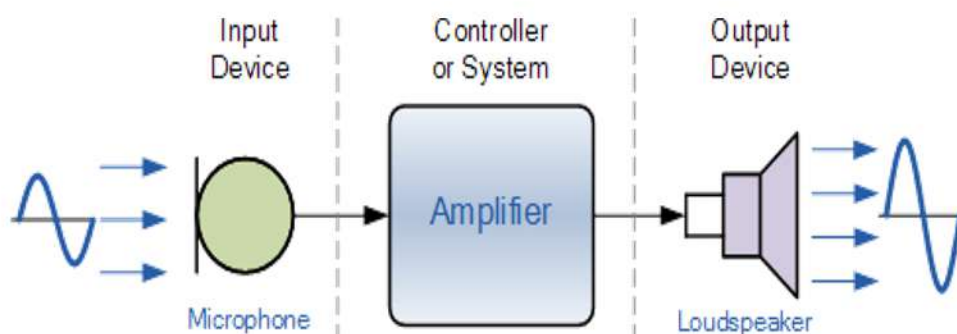 Input
Device
Controller
or System
Output
Device
Amplifier
Microphone
Loudspeaker